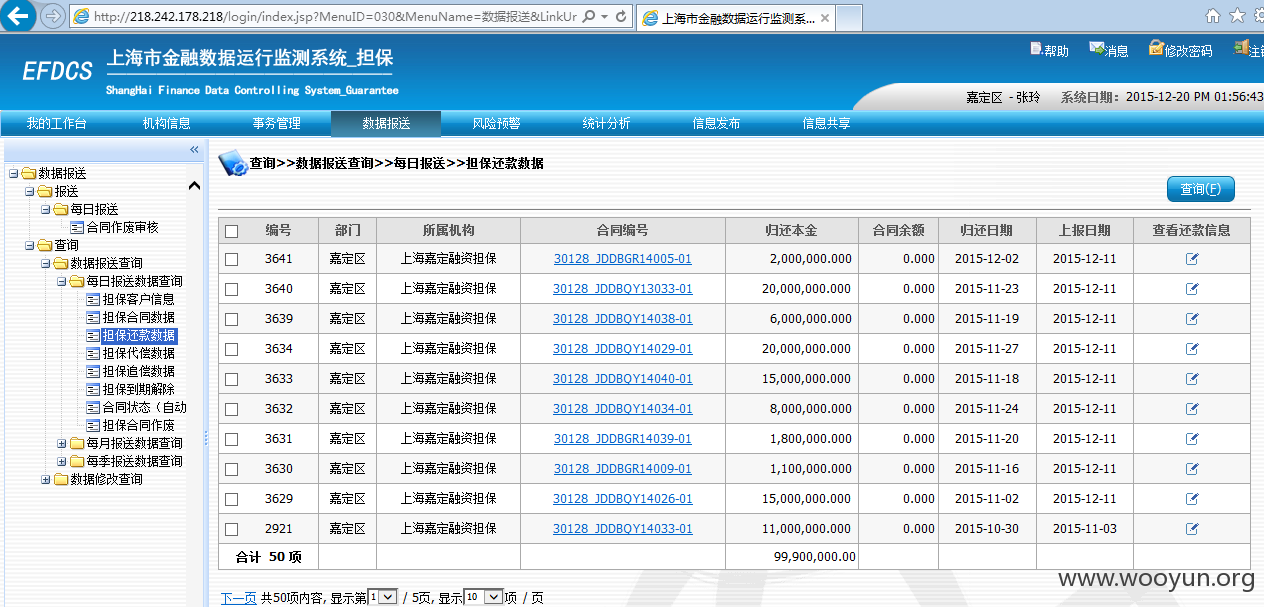 http://218.242.178.218/login/index.jsp?MenuID=030&MenuName=数据报送&LinkUr
上海市金融数据运行监测系统...
EFDCS
上海市金融数据运行监测系统_担保
ShangHai Finance Data Controlling System_Guarantee
帮助 消息 修改密码
嘉定区 - 张玲 系统日期: 2015-12-20 PM 01:56:43
我的工作台 机构信息 事务管理 数据报送 风险预警 统计分析 信息发布 信息共享
«
数据报送
报送
每日报送
合同作废审核
查询
数据报送查询
每日报送数据查询
担保客户信息
担保合同数据
担保还款数据
担保代偿数据
担保追偿数据
担保到期解除
合同状态（自动
担保合同作废
每月报送数据查询
每季报送数据查询
数据修改查询
查询>>数据报送查询>>每日报送>>担保还款数据
查询(F)
编号 部门 所属机构 合同编号 归还本金 合同余额 归还日期 上报日期 查看还款信息
3641 嘉定区 上海嘉定融资担保 30128_JDDBGR14005-01 2,000,000.000 0.000 2015-12-02 2015-12-11
3640 嘉定区 上海嘉定融资担保 30128_JDDBQY13033-01 20,000,000.000 0.000 2015-11-23 2015-12-11
3639 嘉定区 上海嘉定融资担保 30128_JDDBQY14038-01 6,000,000.000 0.000 2015-11-19 2015-12-11
3634 嘉定区 上海嘉定融资担保 30128_JDDBQY14029-01 20,000,000.000 0.000 2015-11-27 2015-12-11
3633 嘉定区 上海嘉定融资担保 30128_JDDBQY14040-01 15,000,000.000 0.000 2015-11-18 2015-12-11
3632 嘉定区 上海嘉定融资担保 30128_JDDBQY14034-01 8,000,000.000 0.000 2015-11-24 2015-12-11
3631 嘉定区 上海嘉定融资担保 30128_JDDBGR14039-01 1,800,000.000 0.000 2015-11-20 2015-12-11
3630 嘉定区 上海嘉定融资担保 30128_JDDBGR14009-01 1,100,000.000 0.000 2015-11-16 2015-12-11
3629 嘉定区 上海嘉定融资担保 30128_JDDBQY14026-01 15,000,000.000 0.000 2015-11-02 2015-12-11
2921 嘉定区 上海嘉定融资担保 30128_JDDBQY14033-01 11,000,000.000 0.000 2015-10-30 2015-11-03
合计 50 项 99,900,000.00
下一页 共50项内容, 显示第 1 / 5页, 显示 10 项 / 页
www.wooyun.org